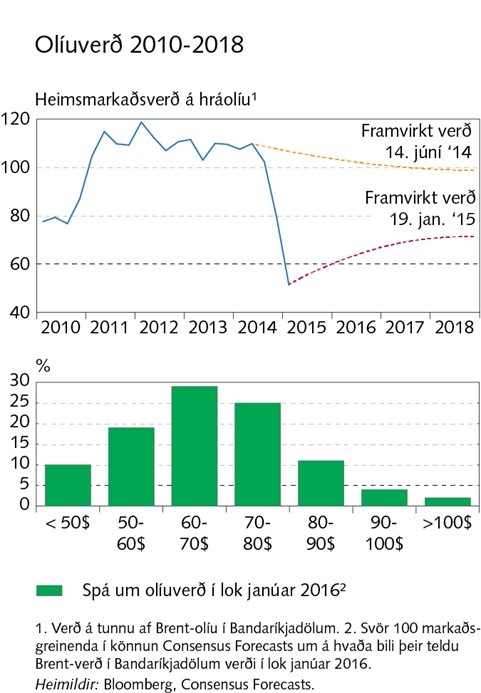 Olíuverð 2010-2018
Heimsmarkaðsverð á hráolíu¹
120
100
80
60
40
Framvirkt verð
14. júní ‘14
Framvirkt verð
19. jan. ‘15
2010 2011 2012 2013 2014 2015 2016 2017 2018
%
30
25
20
15
10
5
0
< 50$ 50- 60- 70- 80- 90- >100$
60$ 70$ 80$ 90$ 100$
Spá um olíuverð í lok janúar 2016²
1. Verð á tunnu af Brent-olíu í Bandaríkjadölum. 2. Svör 100 markaðs-
greinenda í könnun Consensus Forecasts um á hvaða bili þeir teldu
Brent-verð í Bandaríkjadölum verði í lok janúar 2016.
Heimildir: Bloomberg, Consensus Forecasts.